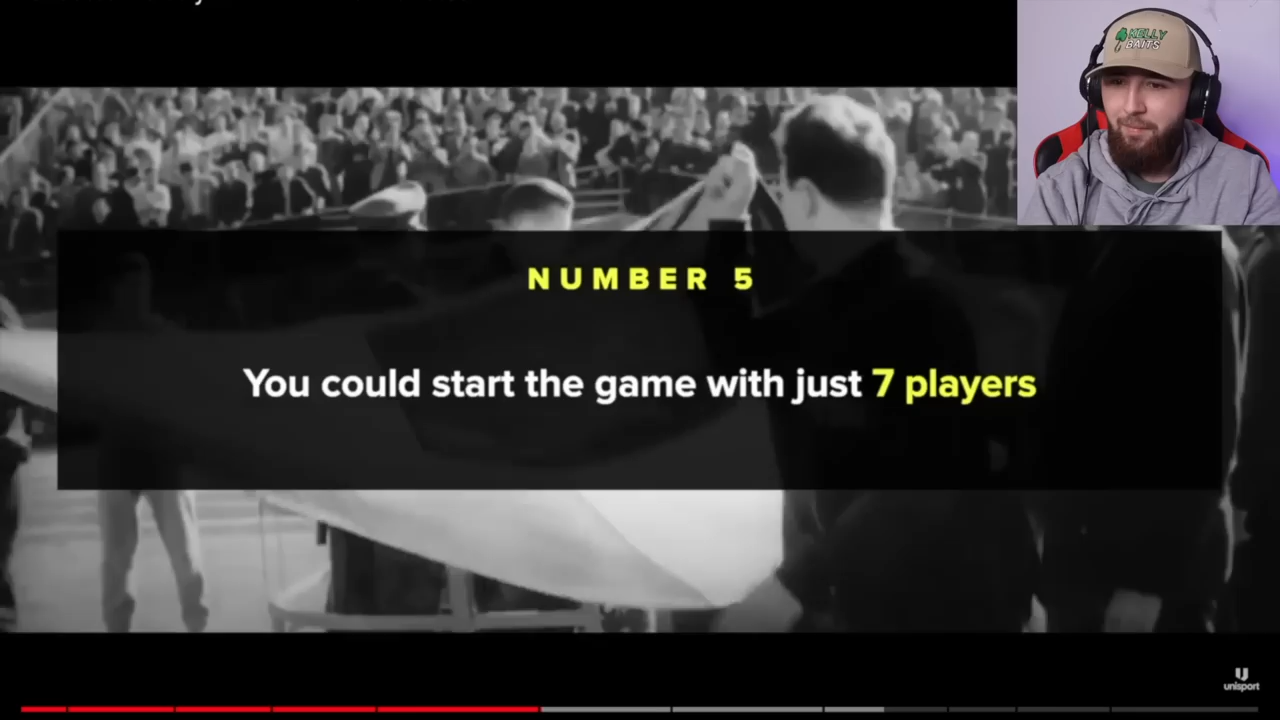 KELLY
BAITS
NUMBER 5
You could start the game with just 7 players
unisport